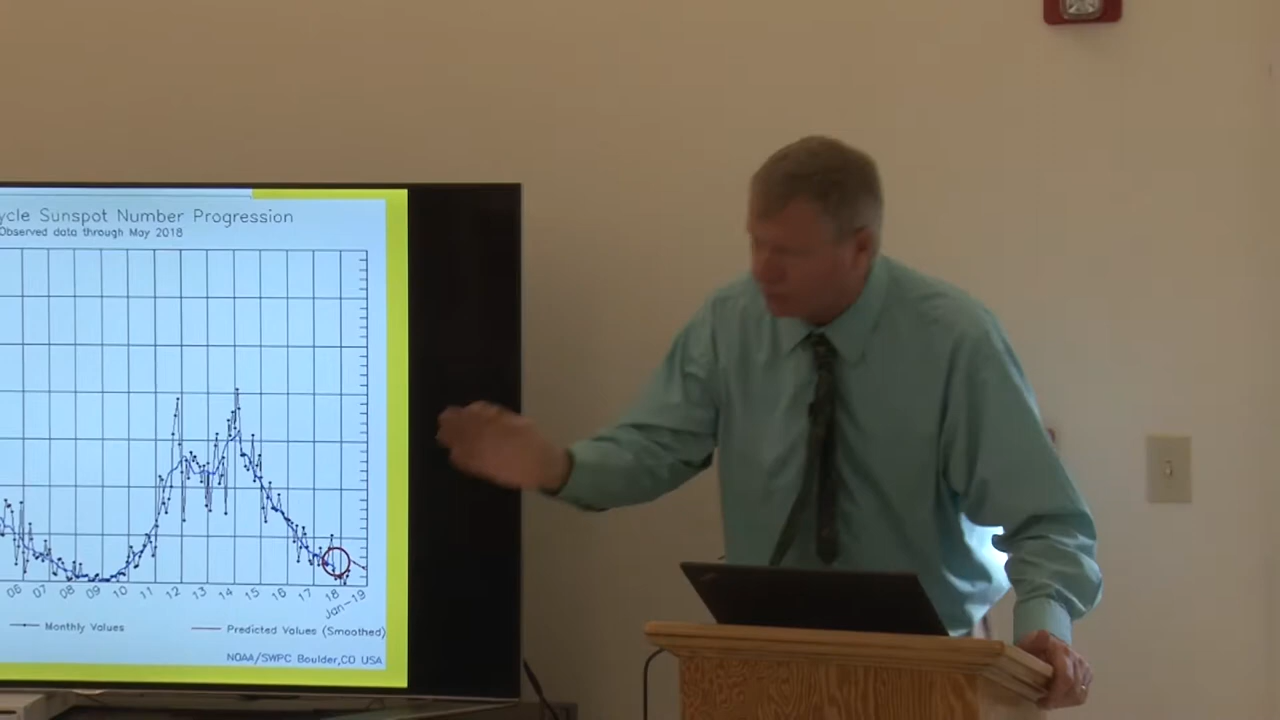 ycle Sunspot Number Progression
Observed data through May 2018
06 07 08 09 10 11 12 13 14 15 16 17 18 Jan-19
Monthly Values
Predicted Values (Smoothed)
NOAA/SWPC Boulder,CO USA